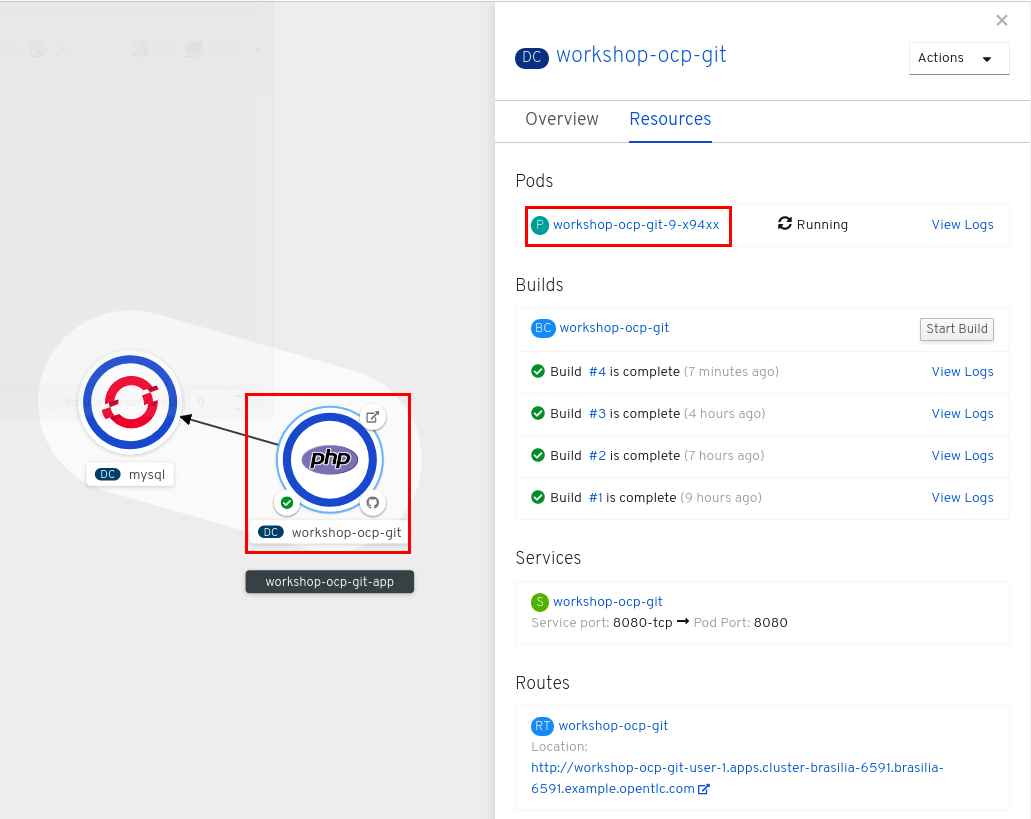 Edit
Export
0
DC
mysql
php
DC workshop-ocp-git
workshop-ocp-git-app
DC workshop-ocp-git
Actions
Overview Resources
Pods
P workshop-ocp-git-9-x94xx Running View Logs
Builds
BC workshop-ocp-git Start Build
Build #4 is complete (7 minutes ago) View Logs
Build #3 is complete (4 hours ago) View Logs
Build #2 is complete (7 hours ago) View Logs
Build #1 is complete (9 hours ago) View Logs
Services
S workshop-ocp-git
Service port: 8080-tcp Pod Port: 8080
Routes
RT workshop-ocp-git
Location:
http://workshop-ocp-git-user-1.apps.cluster-brasilia-6591.brasilia-
6591.example.opentlc.com